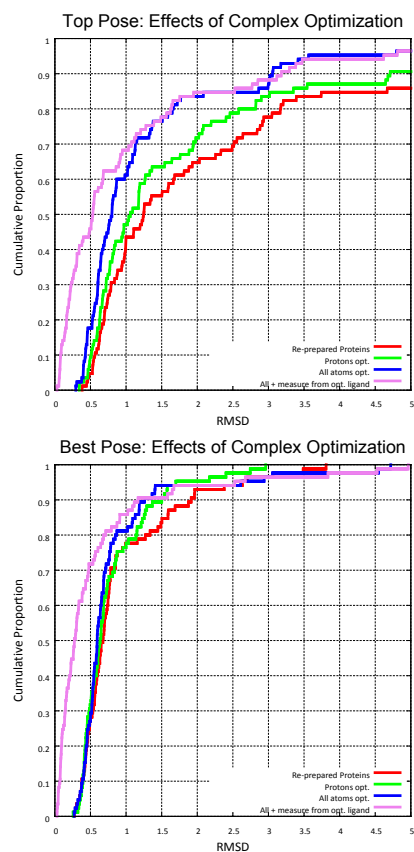 Top Pose: Effects of Complex Optimization
1
0.9
0.8
0.7
0.6
0.5
0.4
0.3
0.2
0.1
0
Cumulative Proportion
Re-prepared Proteins
Protons opt.
All atoms opt.
All + measure from opt. ligand
0 0.5 1 1.5 2 2.5 3 3.5 4 4.5 5
RMSD
Best Pose: Effects of Complex Optimization
1
0.9
0.8
0.7
0.6
0.5
0.4
0.3
0.2
0.1
0
Cumulative Proportion
Re-prepared Proteins
Protons opt.
All atoms opt.
All + measure from opt. ligand
0 0.5 1 1.5 2 2.5 3 3.5 4 4.5 5
RMSD